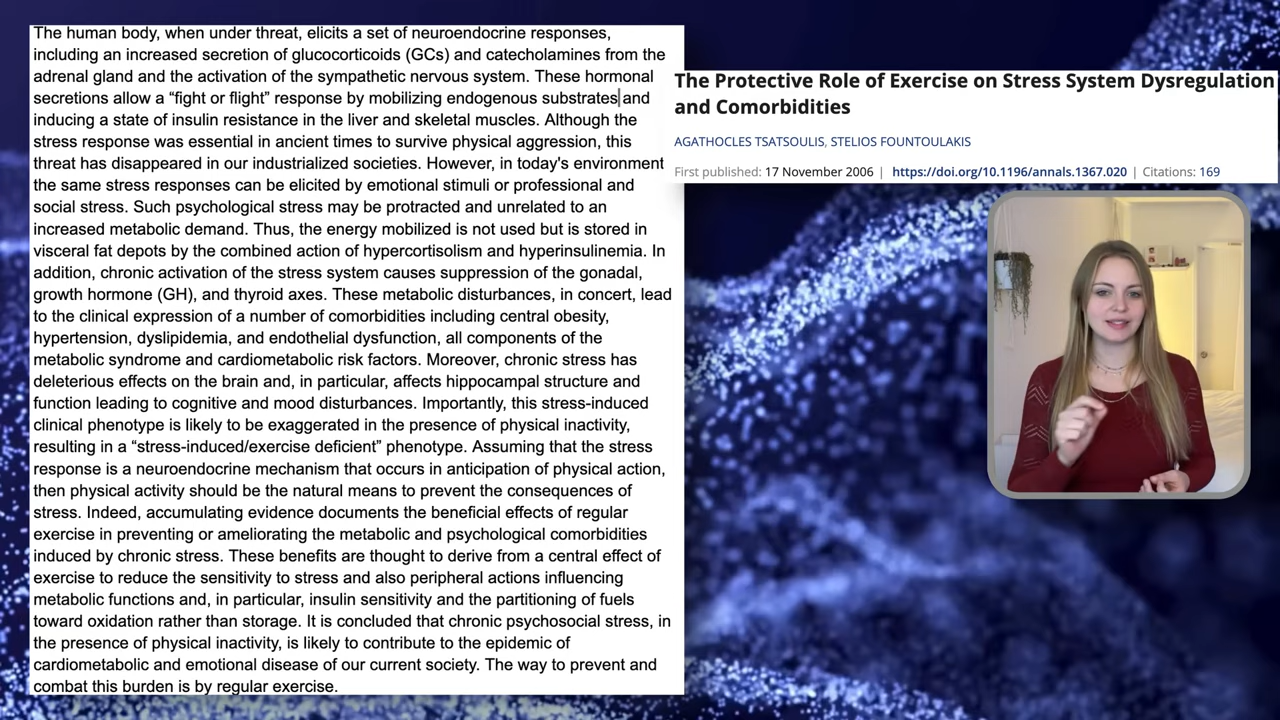 The human body, when under threat, elicits a set of neuroendocrine responses,
including an increased secretion of glucocorticoids (GCs) and catecholamines from the
adrenal gland and the activation of the sympathetic nervous system. These hormonal
secretions allow a “fight or flight” response by mobilizing endogenous substrates and
inducing a state of insulin resistance in the liver and skeletal muscles. Although the
stress response was essential in ancient times to survive physical aggression, this
threat has disappeared in our industrialized societies. However, in today's environment
the same stress responses can be elicited by emotional stimuli or professional and
social stress. Such psychological stress may be protracted and unrelated to an
increased metabolic demand. Thus, the energy mobilized is not used but is stored in
visceral fat depots by the combined action of hypercortisolism and hyperinsulinemia. In
addition, chronic activation of the stress system causes suppression of the gonadal,
growth hormone (GH), and thyroid axes. These metabolic disturbances, in concert, lead
to the clinical expression of a number of comorbidities including central obesity,
hypertension, dyslipidemia, and endothelial dysfunction, all components of the
metabolic syndrome and cardiometabolic risk factors. Moreover, chronic stress has
deleterious effects on the brain and, in particular, affects hippocampal structure and
function leading to cognitive and mood disturbances. Importantly, this stress-induced
clinical phenotype is likely to be exaggerated in the presence of physical inactivity,
resulting in a “stress-induced/exercise deficient” phenotype. Assuming that the stress
response is a neuroendocrine mechanism that occurs in anticipation of physical action,
then physical activity should be the natural means to prevent the consequences of
stress. Indeed, accumulating evidence documents the beneficial effects of regular
exercise in preventing or ameliorating the metabolic and psychological comorbidities
induced by chronic stress. These benefits are thought to derive from a central effect of
exercise to reduce the sensitivity to stress and also peripheral actions influencing
metabolic functions and, in particular, insulin sensitivity and the partitioning of fuels
toward oxidation rather than storage. It is concluded that chronic psychosocial stress, in
the presence of physical inactivity, is likely to contribute to the epidemic of
cardiometabolic and emotional disease of our current society. The way to prevent and
combat this burden is by regular exercise.
The Protective Role of Exercise on Stress System Dysregulation
and Comorbidities
AGATHOCLES TSATSOULIS, STELIOS FOUNTOULAKIS
First published: 17 November 2006 | https://doi.org/10.1196/annals.1367.020 | Citations: 169